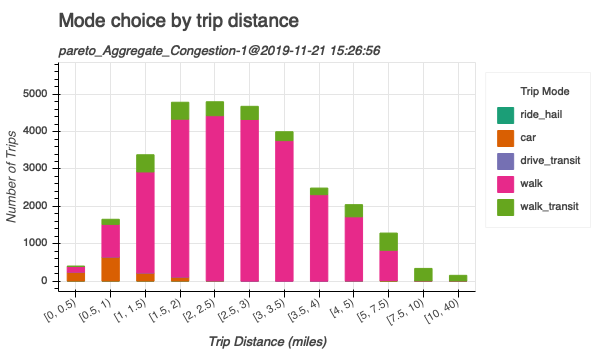 Mode choice by trip distance
pareto_Aggregate_Congestion-1@2019-11-21 15:26:56
Number of Trips
5000
4000
3000
2000
1000
0
[0, 0.5)
[0.5, 1)
[1, 1.5)
[1.5, 2)
[2, 2.5)
[2.5, 3)
[3, 3.5)
[3.5, 4)
[4, 5)
[5, 7.5)
[7.5, 10)
[10, 40)
Trip Distance (miles)
Trip Mode
ride_hail
car
drive_transit
walk
walk_transit